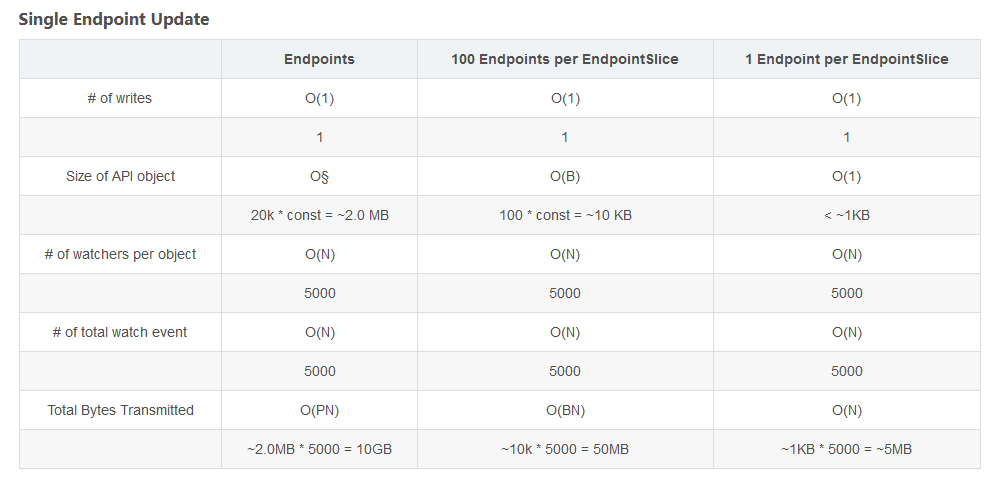 Single Endpoint Update
Endpoints 100 Endpoints per EndpointSlice 1 Endpoint per EndpointSlice
# of writes O(1) O(1) O(1)
1 1 1
Size of API object O§ O(B) O(1)
20k * const = ~2.0 MB 100 * const = ~10 KB < ~1KB
# of watchers per object O(N) O(N) O(N)
5000 5000 5000
# of total watch event O(N) O(N) O(N)
5000 5000 5000
Total Bytes Transmitted O(PN) O(BN) O(N)
~2.0MB * 5000 = 10GB ~10k * 5000 = 50MB ~1KB * 5000 = ~5MB